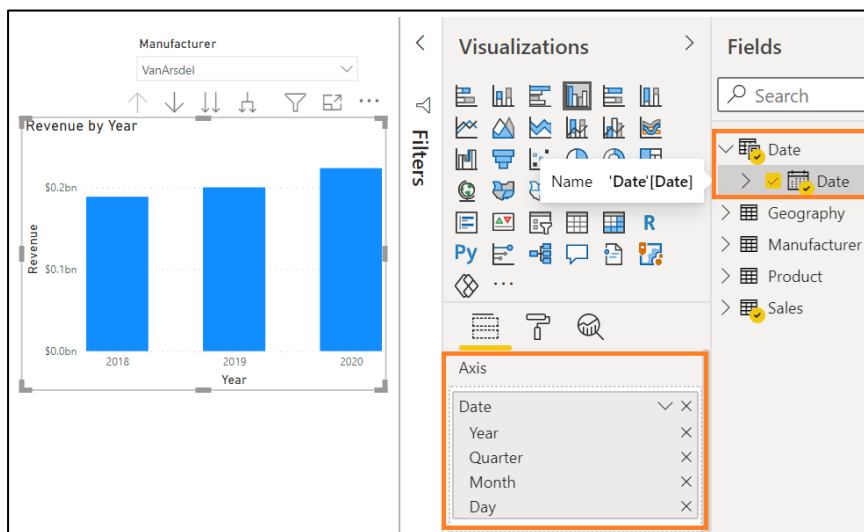 Manufacturer
VanArsdel
Revenue by Year
$0.2bn
$0.1bn
$0.0bn
Revenue
2018 2019 2020
Year
Filters
Visualizations
R
Py
Name 'Date'[Date]
Axis
Date
Year
Quarter
Month
Day
Fields
Search
Date
Date
Geography
Manufacturer
Product
Sales